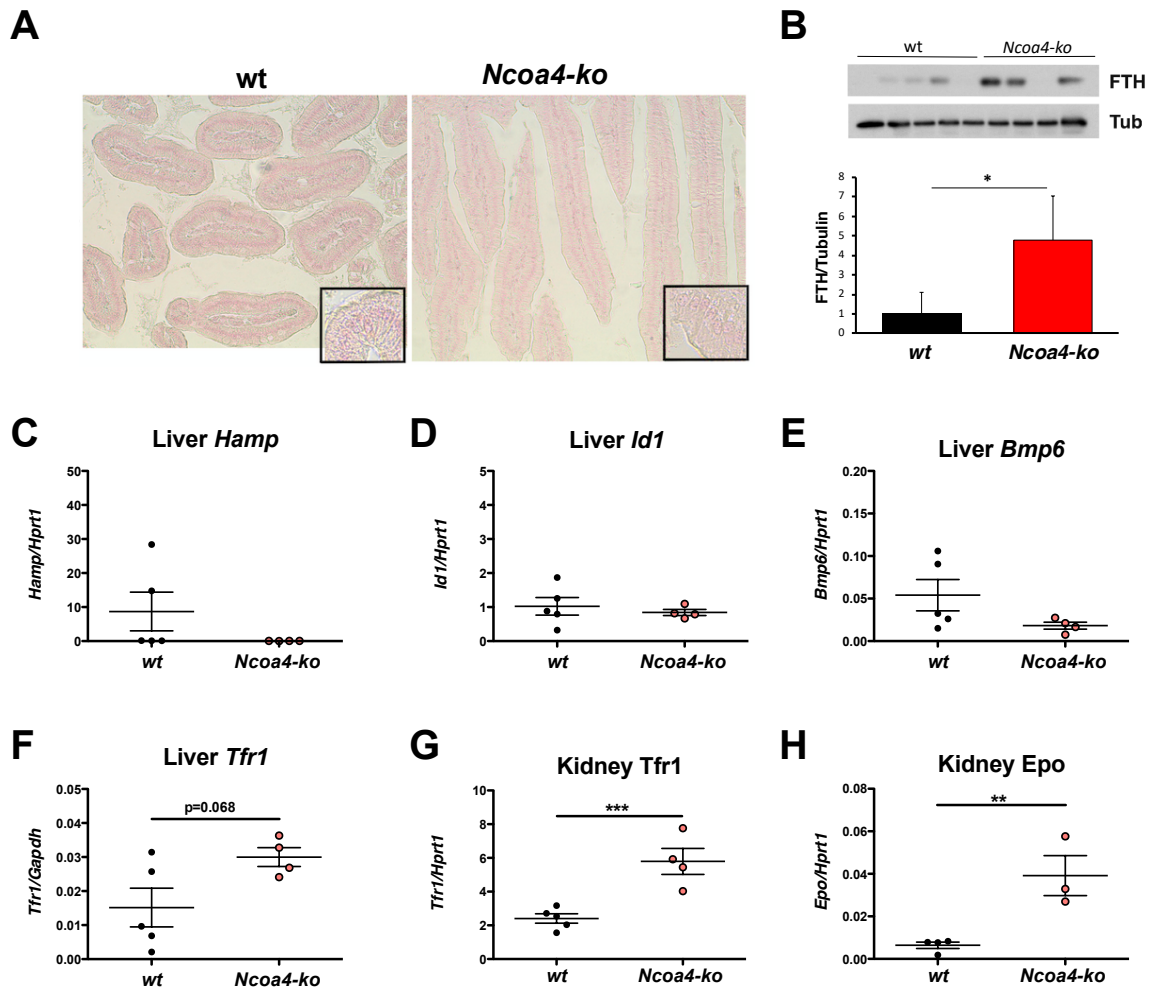 A
wt
Ncoa4-ko
B
wt
Ncoa4-ko
FTH
Tub
FTH/Tubulin
8
7
6
5
4
3
2
1
0
*
wt
Ncoa4-ko
C
Liver Hamp
Hamp/Hprt1
50
40
30
20
10
0
wt
Ncoa4-ko
D
Liver Id1
Id1/Hprt1
5
4
3
2
1
0
wt
Ncoa4-ko
E
Liver Bmp6
Bmp6/Hprt1
0.20
0.15
0.10
0.05
0.00
wt
Ncoa4-ko
F
Liver Tfr1
Tfr1/Gapdh
0.05
0.04
0.03
0.02
0.01
0.00
p=0.068
wt
Ncoa4-ko
G
Kidney Tfr1
Tfr1/Hprt1
10
8
6
4
2
0
***
wt
Ncoa4-ko
H
Kidney Epo
Epo/Hprt1
0.08
0.06
0.04
0.02
0.00
**
wt
Ncoa4-ko